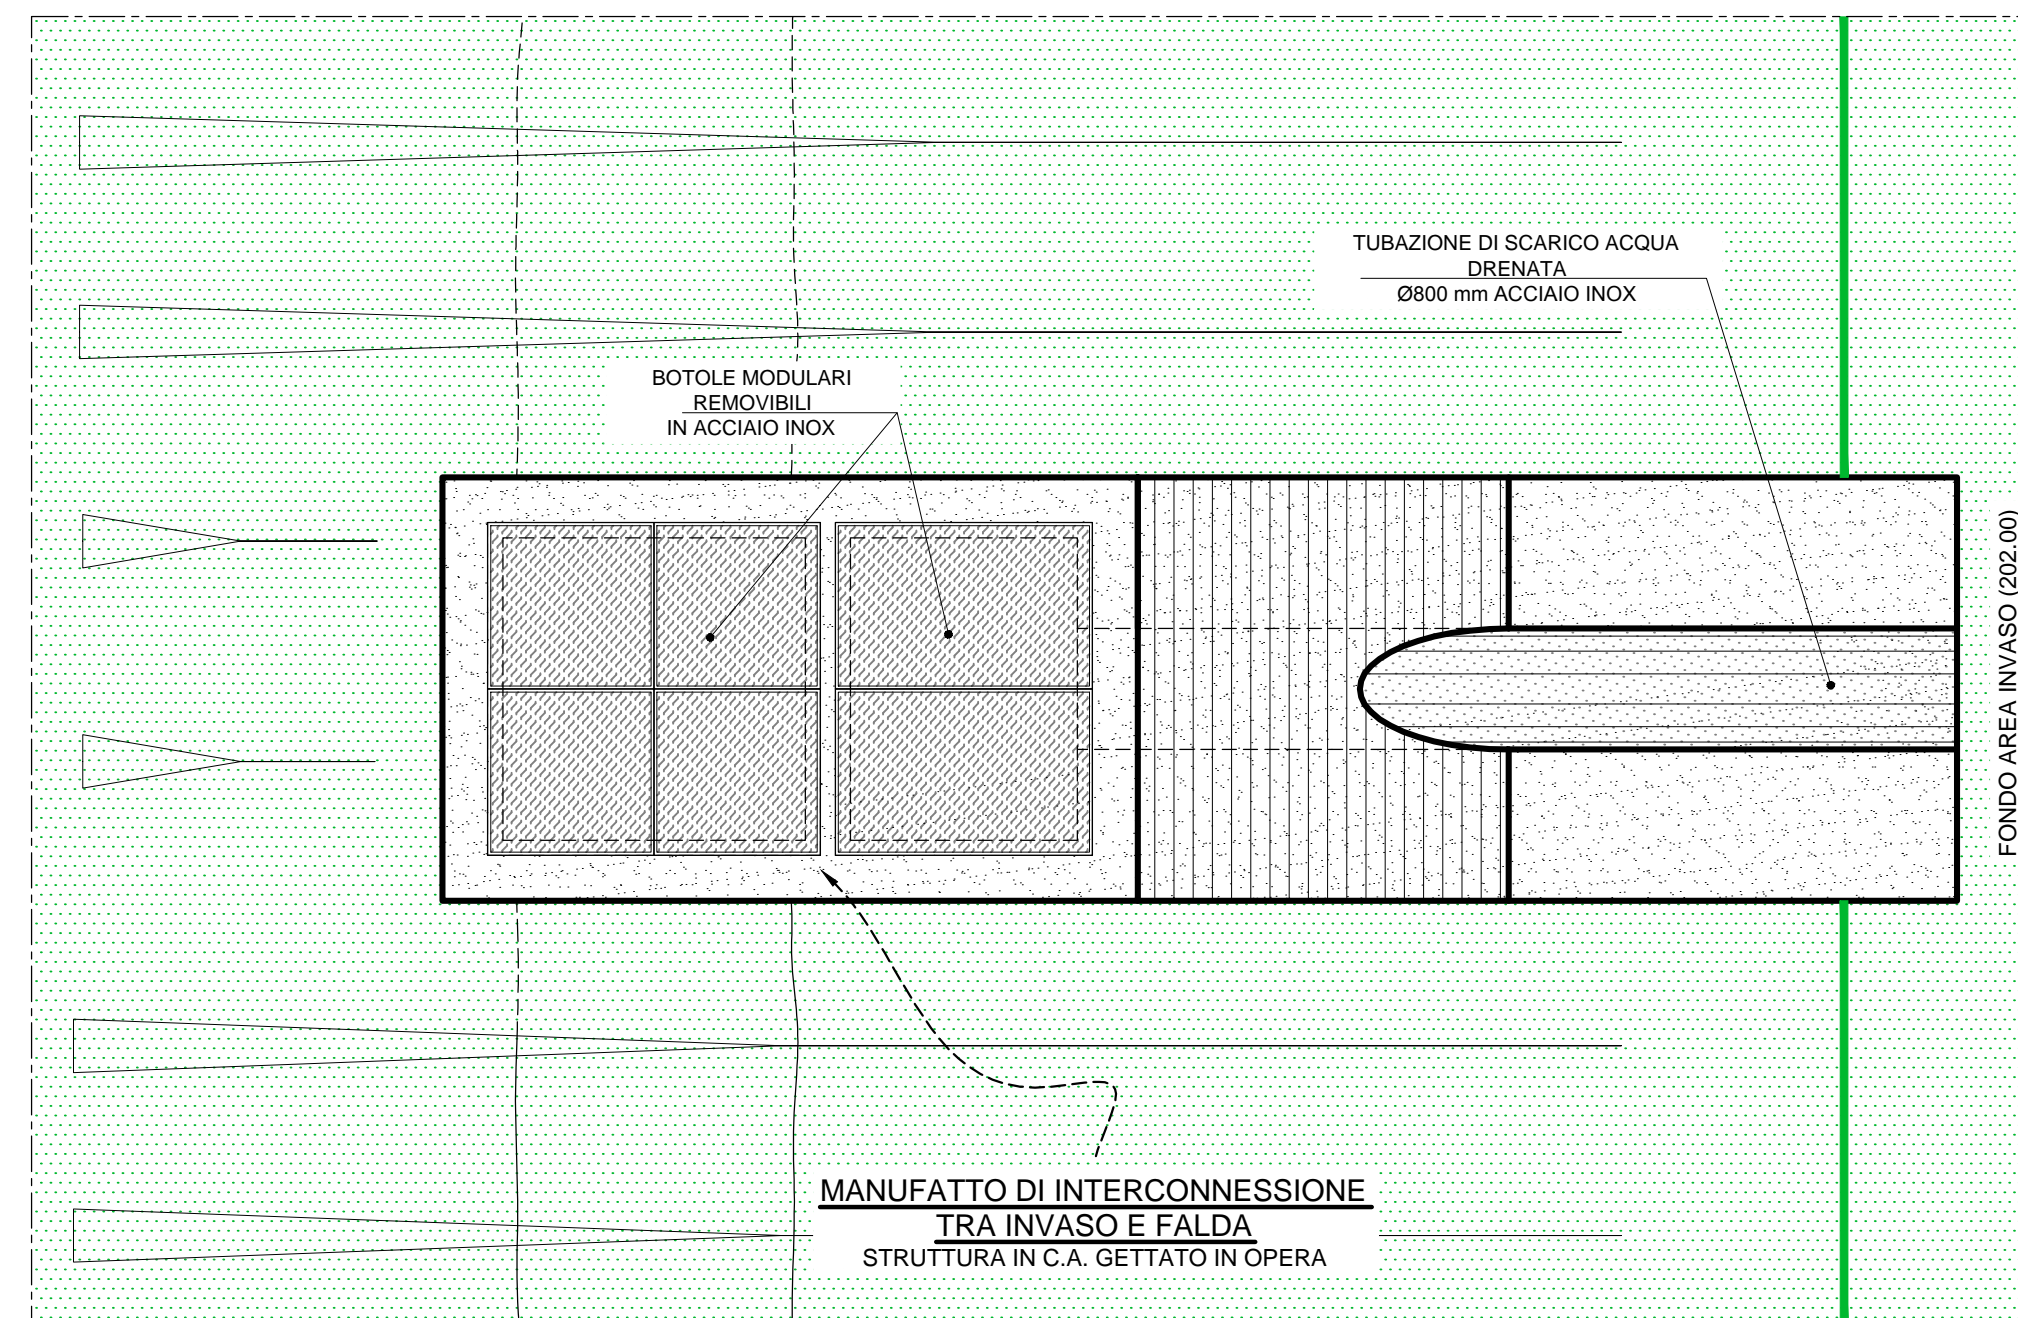 TUBAZIONE DI SCARICO ACQUA
DRENATA
Ø800 mm ACCIAIO INOX
BOTOLE MODULARI
REMOVIBILI
IN ACCIAIO INOX
FONDO AREA INVASO (202.00)
MANUFATTO DI INTERCONNESSIONE
TRA INVASO E FALDA
STRUTTURA IN C.A. GETTATO IN OPERA